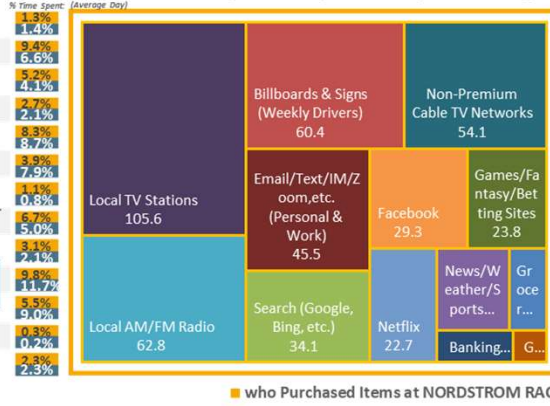 % Time Spent: (Average Day)
1.3%
1.4%
9.4%
6.6%
5.2%
4.1%
2.7%
2.1%
8.3%
8.7%
3.9%
7.9%
1.1%
0.8%
6.7%
5.0%
3.1%
2.1%
9.8%
11.7%
5.5%
9.0%
0.3%
0.2%
2.3%
2.3%
Local TV Stations
105.6
Local AM/FM Radio
62.8
Billboards & Signs
(Weekly Drivers)
60.4
Non-Premium
Cable TV Networks
54.1
Email/Text/IM/Z
oom,etc.
(Personal &
Work)
45.5
Search (Google,
Bing, etc.)
34.1
Facebook
29.3
Games/Fa
ntasy/Bet
ting Sites
23.8
Netflix
22.7
News/W
eather/S
ports...
Gr
oce
r...
Banking...
G...
who Purchased Items at NORDSTROM RAC